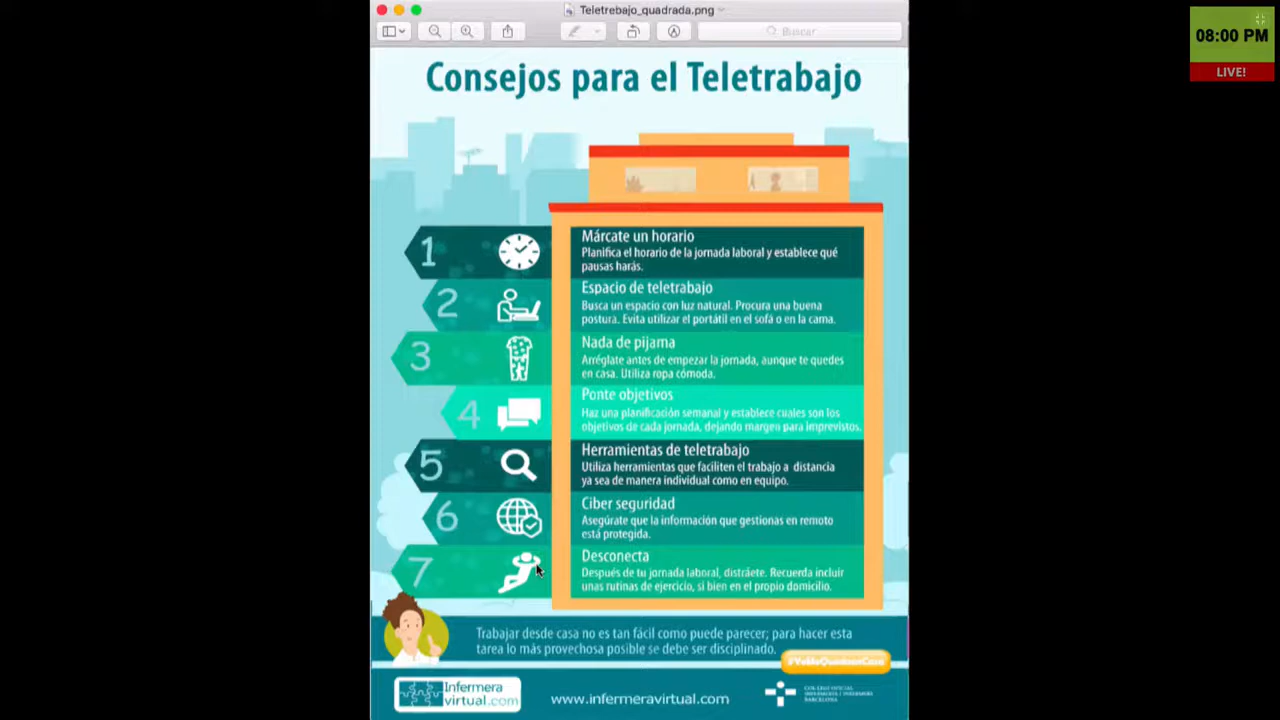 Teletrebajo_quadrada.png
Buscar
08:00 PM
LIVE!
Consejos para el Teletrabajo
1
Márcate un horario
Planifica el horario de la jornada laboral y establece qué
pausas harás.
2
Espacio de teletrabajo
Busca un espacio con luz natural. Procura una buena
postura. Evita utilizar el portátil en el sofá o en la cama.
3
Nada de pijama
Arréglate antes de empezar la jornada, aunque te quedes
en casa. Utiliza ropa cómoda.
4
Ponte objetivos
Haz una planificación semanal y establece cuales son los
objetivos de cada jornada, dejando margen para imprevistos.
5
Herramientas de teletrabajo
Utiliza herramientas que faciliten el trabajo a distancia
ya sea de manera individual como en equipo.
6
Ciber seguridad
Asegúrate que la información que gestionas en remoto
está protegida.
7
Desconecta
Después de tu jornada laboral, distráete. Recuerda incluir
unas rutinas de ejercicio, si bien en el propio domicilio.
Trabajar desde casa no es tan fácil como puede parecer; para hacer esta
tarea lo más provechosa posible se debe ser disciplinado.
#YoMeQuedoEnCasa
Infermera
virtual.com
www.infermeravirtual.com
BARCELONA